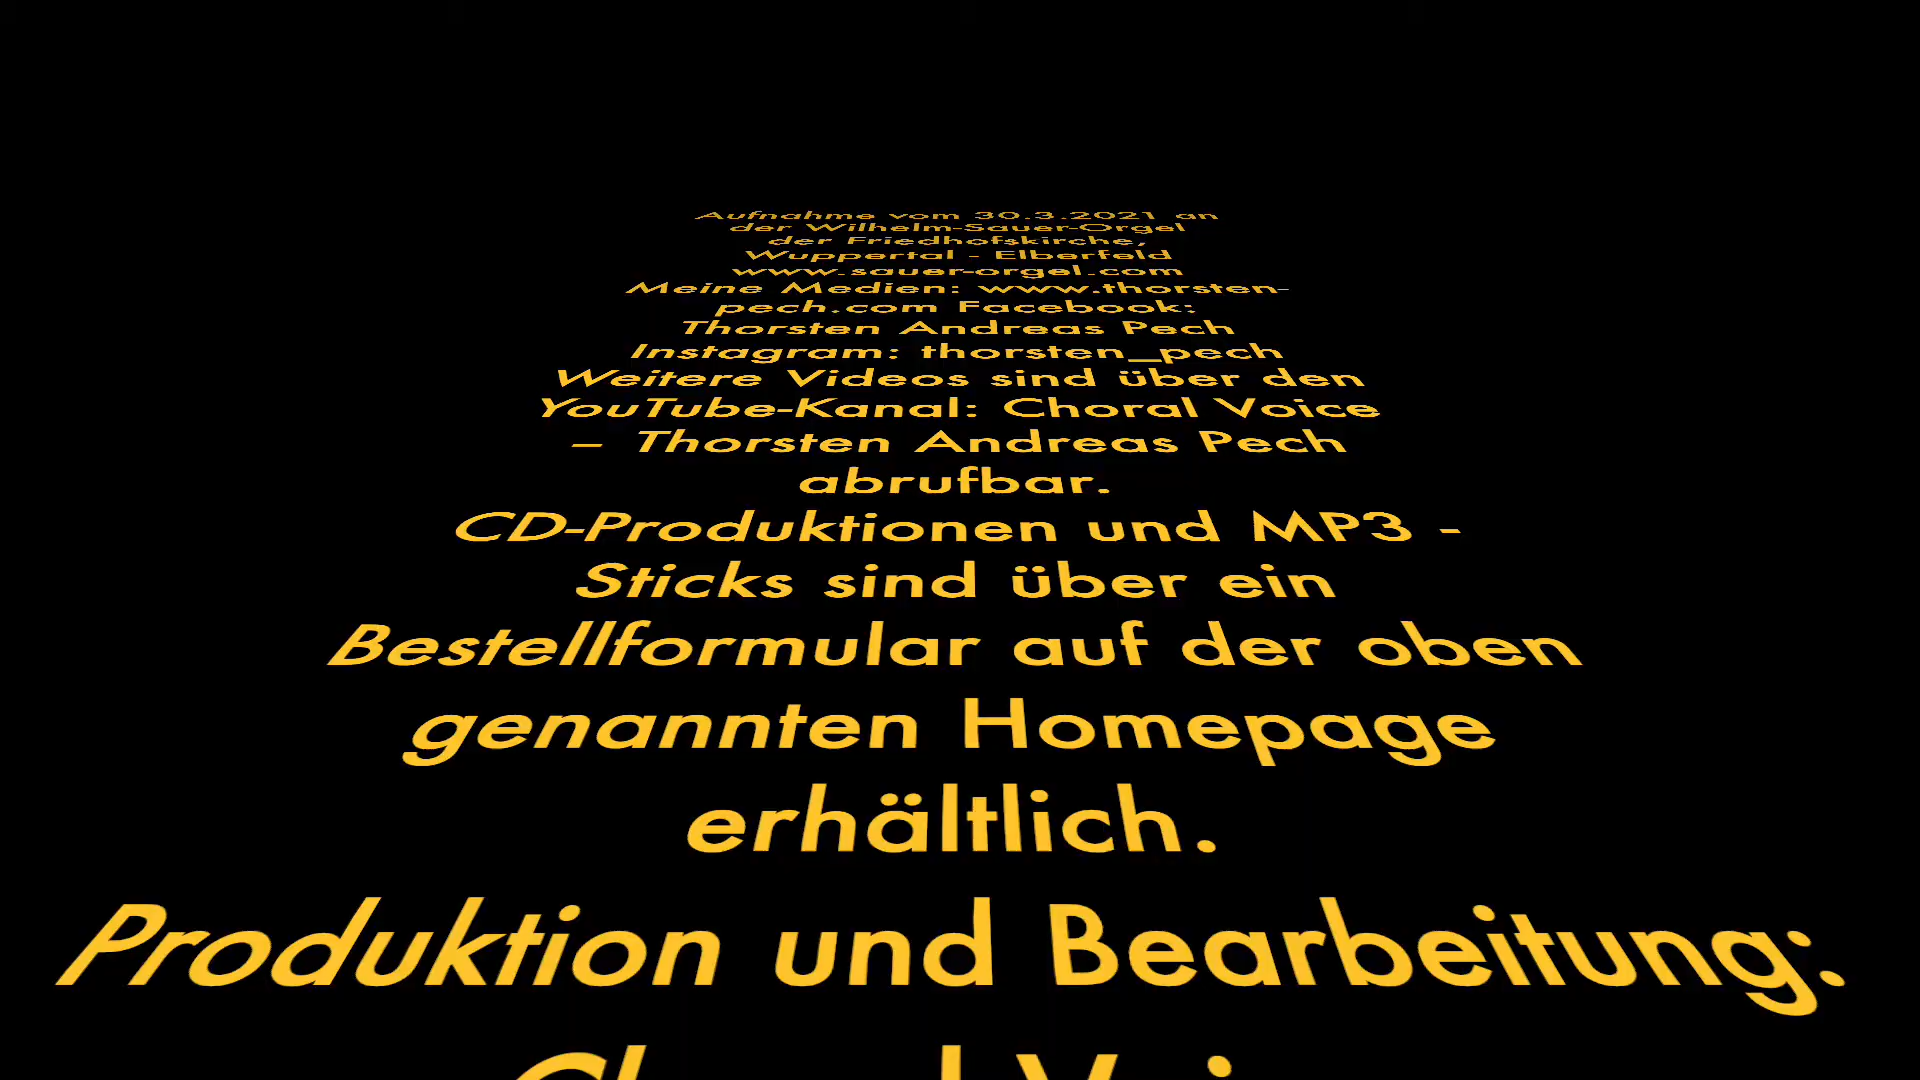 Aufnahme vom 30.3.2021 an
der Wilhelm-Sauer-Orgel
der Friedhofskirche,
Wuppertal - Elberfeld
www.sauer-orgel.com
Meine Medien: www.thorsten-
pech.com Facebook:
Thorsten Andreas Pech
Instagram: thorsten_pech
Weitere Videos sind über den
YouTube-Kanal: Choral Voice
– Thorsten Andreas Pech
abrufbar.
CD-Produktionen und MP3 -
Sticks sind über ein
Bestellformular auf der oben
genannten Homepage
erhältlich.
Produktion und Bearbeitung: